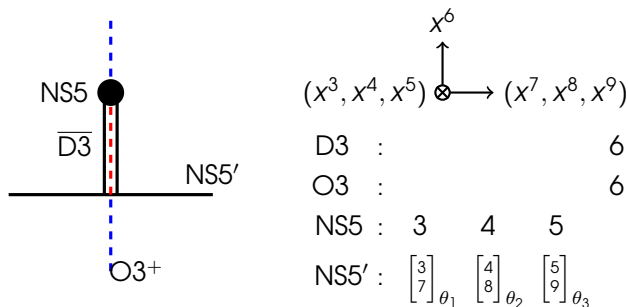 x⁶
NS5
(x³, x⁴, x⁵) ⊗ (x⁷, x⁸, x⁹)
D3̅
D3 : 6
NS5′
O3 : 6
NS5 : 3 4 5
O3⁺
NS5′ : [3 7]θ₁ [4 8]θ₂ [5 9]θ₃